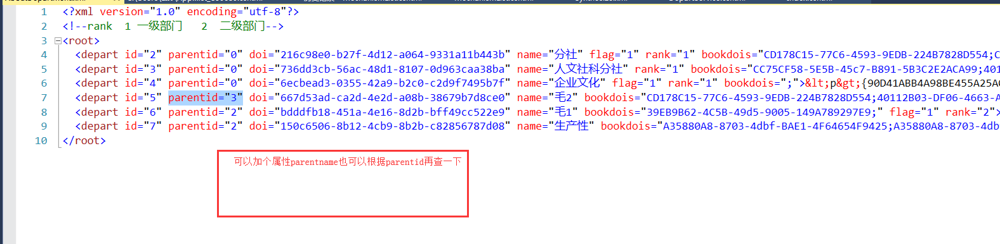 1 <?xml version="1.0" encoding="utf-8"?>
2 <!--rank  1 一级部门   2  二级部门-->
3 <root>
4 <depart id="2" parentid="0" doi="216c98e0-b27f-4d12-a064-9331a11b443b" name="分社" flag="1" rank="1" bookdois="CD178C15-77C6-4593-9EDB-224B7828D554;C
5 <depart id="3" parentid="0" doi="736dd3cb-56ac-48d1-8107-0d963caa38ba" name="人文社科分社" rank="1" bookdois="CC75CF58-5E5B-45c7-B891-5B3C2E2ACA99;401
6 <depart id="4" parentid="0" doi="6ecbead3-0355-42a9-b2c0-c2d9f7495b7f" name="企业文化" flag="1" rank="1" bookdois=";">&lt;p&gt;{90D41ABB4A98BE455A25A
7 <depart id="5" parentid="3" doi="667d53ad-ca2d-4e2d-a08b-38679b7d8ce0" name="毛2" bookdois="CD178C15-77C6-4593-9EDB-224B7828D554;40112B03-DF06-4663-A
8 <depart id="6" parentid="2" doi="bdddfb18-451a-4e16-8d2b-bff49cc522e9" name="毛1" bookdois="39EB9B62-4C5B-49d5-9005-149A789297E9;" flag="1" rank="2">
9 <depart id="7" parentid="2" doi="150c6506-8b12-4cb9-8b2b-c82856787d08" name="生产性" bookdois="A35880A8-8703-4dbf-BAE1-4F64654F9425;A35880A8-8703-4db
10 </root>
可以加个属性parentname也可以根据parentid再查一下